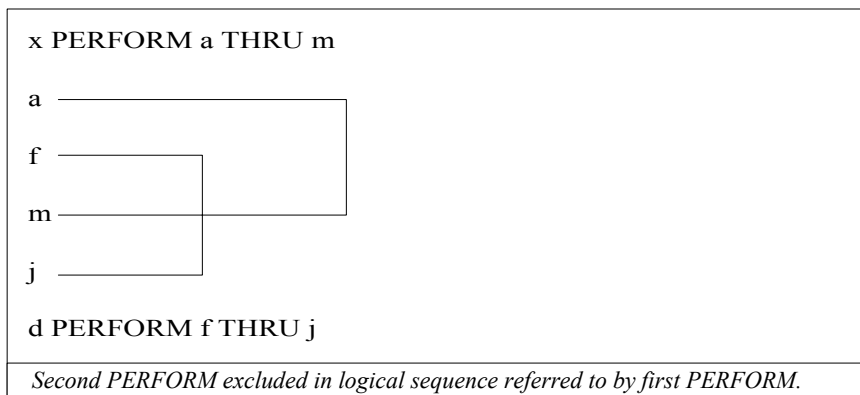 x PERFORM a THRU m
a
f
m
j
d PERFORM f THRU j
Second PERFORM excluded in logical sequence referred to by first PERFORM.